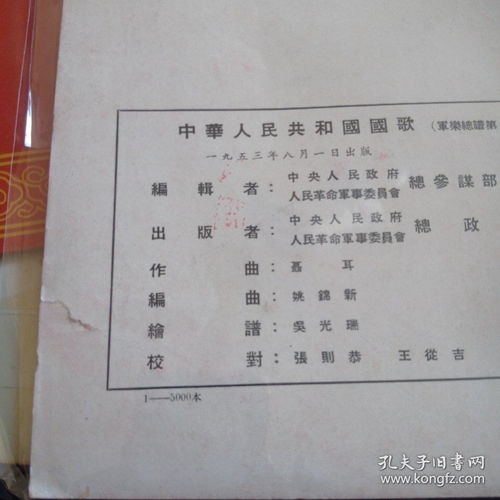 中華人民共和國國歌（軍樂總譜第
一九五三年八月一日出版
編輯者：中央人民政府人民革命軍事委員會總參謀部
出版者：中央人民政府人民革命軍事委員會總政
作曲：聶耳
編曲：姚錦新
繪譜：吳光瑞
校對：張則恭 王從吉
1——5000本
孔夫子旧书网
www.kongfz.com